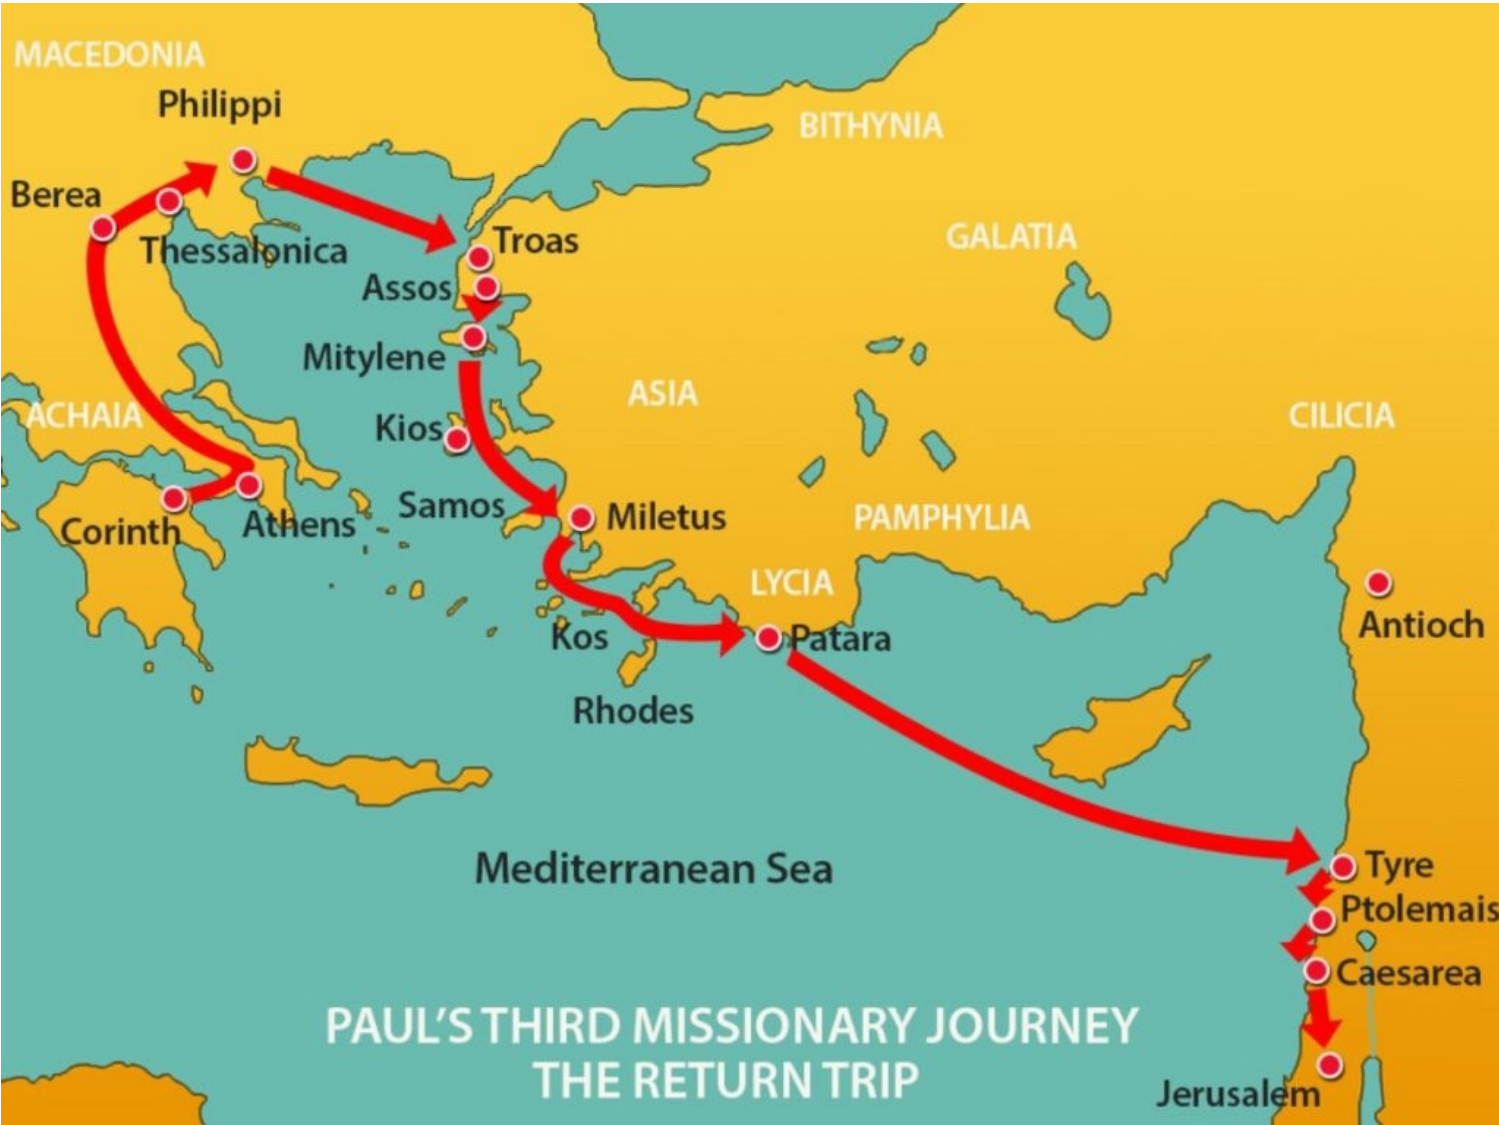 MACEDONIA
Philippi
BITHYNIA
Berea
Thessalonica
Troas
GALATIA
Assos
Mitylene
ASIA
ACHAIA
Kios
CILICIA
Samos
Miletus
PAMPHYLIA
Corinth
Athens
LYCIA
Antioch
Kos
Patara
Rhodes
Mediterranean Sea
Tyre
Ptolemais
Caesarea
PAUL'S THIRD MISSIONARY JOURNEY
THE RETURN TRIP
Jerusalem